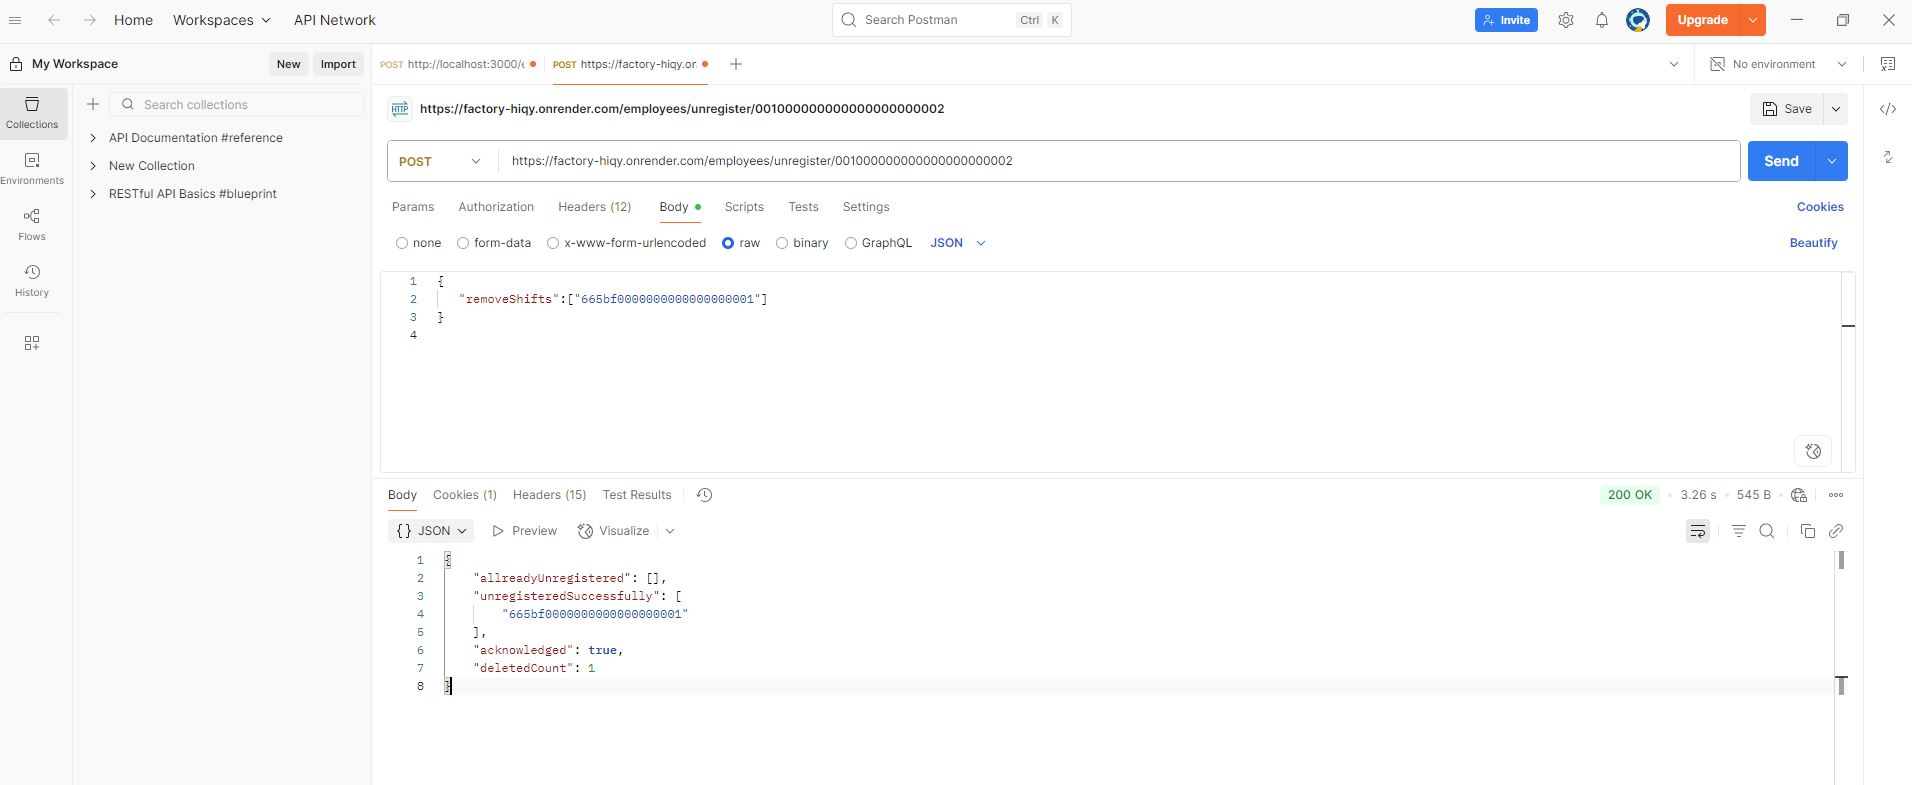 Home Workspaces API Network Search Postman Ctrl K Invite Upgrade
My Workspace New Import POST http://localhost:3000/e POST https://factory-hiqy.on No environment
Search collections
Collections
Environments
Flows
History
API Documentation #reference
New Collection
RESTful API Basics #blueprint
HTTP https://factory-hiqy.onrender.com/employees/unregister/001000000000000000000002 Save
POST https://factory-hiqy.onrender.com/employees/unregister/001000000000000000000002 Send
Params Authorization Headers (12) Body Scripts Tests Settings Cookies
none form-data x-www-form-urlencoded raw binary GraphQL JSON Beautify
1 {
2 "removeShifts":["665bf0000000000000000001"]
3 }
4
Body Cookies (1) Headers (15) Test Results 200 OK • 3.26 s • 545 B •
{} JSON Preview Visualize
1 {
2 "allreadyUnregistered": [],
3 "unregisteredSuccessfully": [
4 "665bf0000000000000000001"
5 ],
6 "acknowledged": true,
7 "deletedCount": 1
8 }